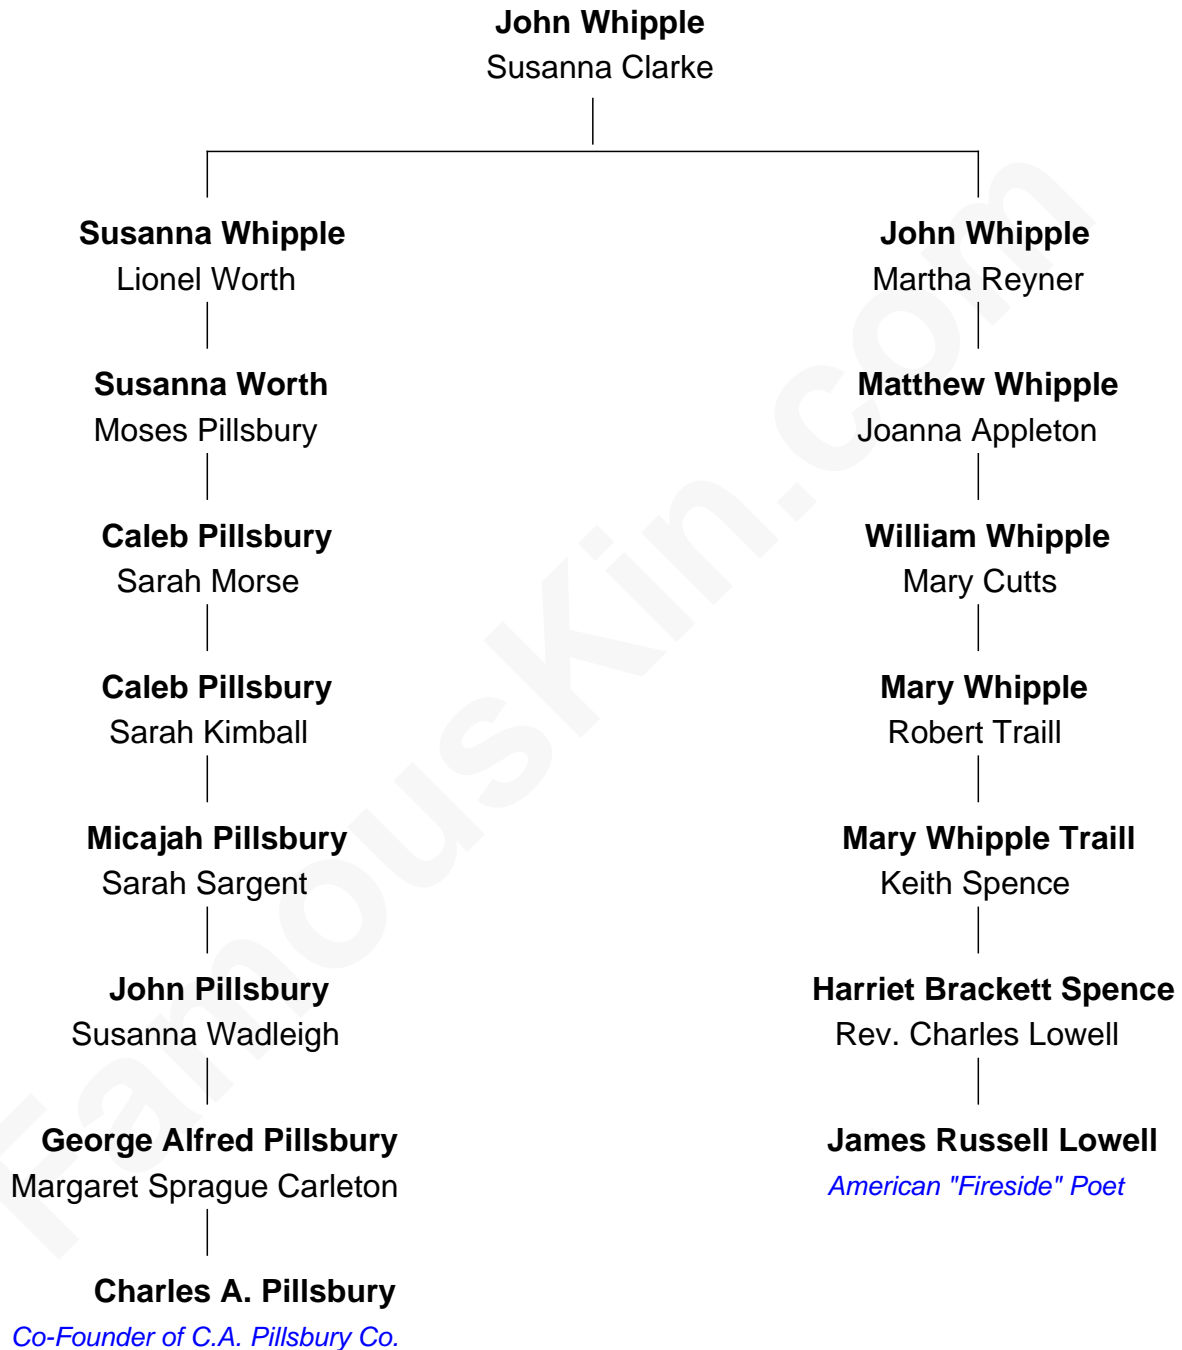 John Whipple
Susanna Clarke
Susanna Whipple
Lionel Worth
John Whipple
Martha Reyner
Susanna Worth
Moses Pillsbury
Matthew Whipple
Joanna Appleton
Caleb Pillsbury
Sarah Morse
William Whipple
Mary Cutts
Caleb Pillsbury
Sarah Kimball
Mary Whipple
Robert Traill
Micajah Pillsbury
Sarah Sargent
Mary Whipple Traill
Keith Spence
John Pillsbury
Susanna Wadleigh
Harriet Brackett Spence
Rev. Charles Lowell
George Alfred Pillsbury
Margaret Sprague Carleton
James Russell Lowell
American "Fireside" Poet
Charles A. Pillsbury
Co-Founder of C.A. Pillsbury Co.
FamousKin.com